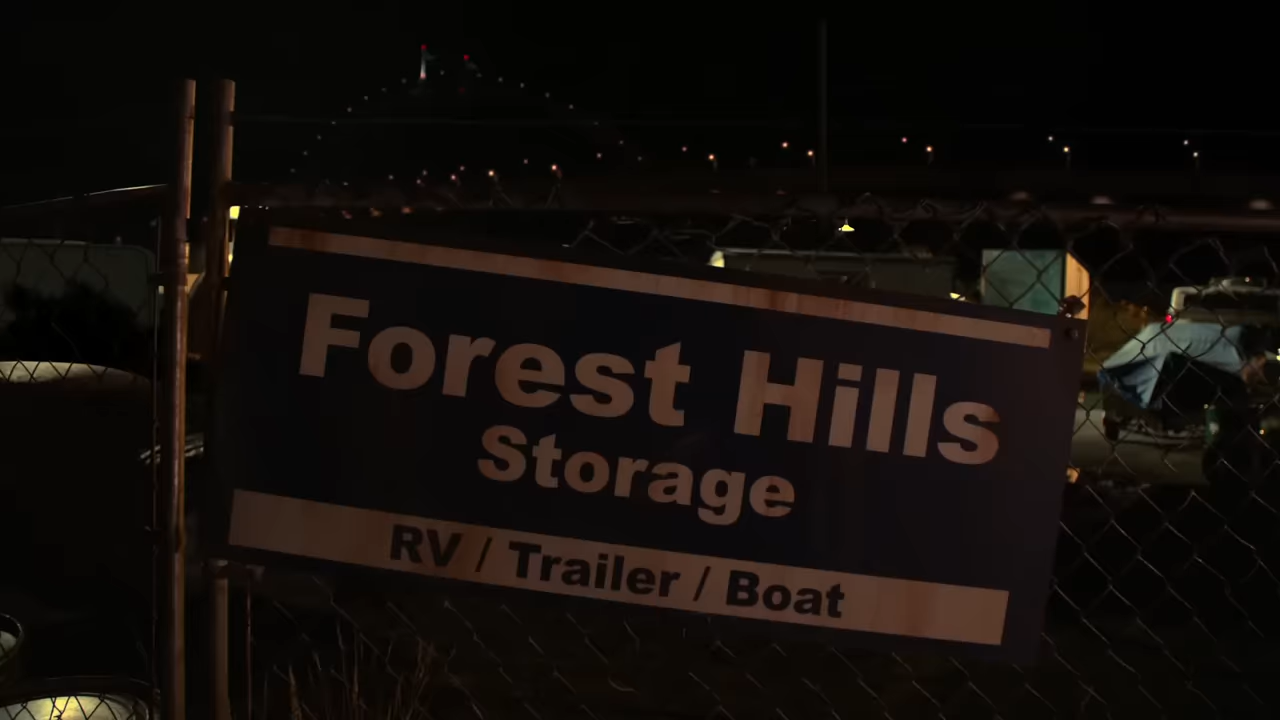 Forest Hills
Storage
RV / Trailer / Boat